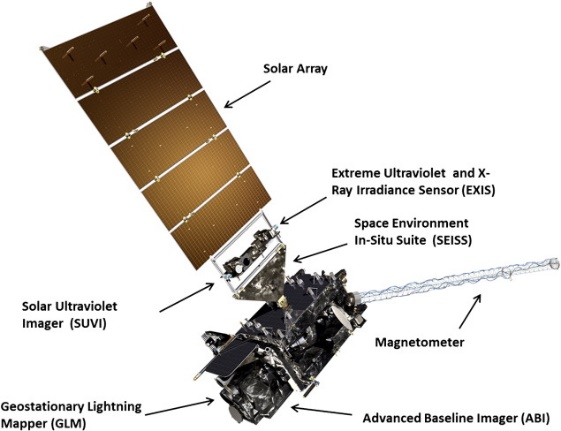 Solar Array
Extreme Ultraviolet and X-
Ray Irradiance Sensor (EXIS)
Space Environment
In-Situ Suite (SEISS)
Solar Ultraviolet
Imager (SUVI)
Magnetometer
Geostationary Lightning
Mapper (GLM)
Advanced Baseline Imager (ABI)